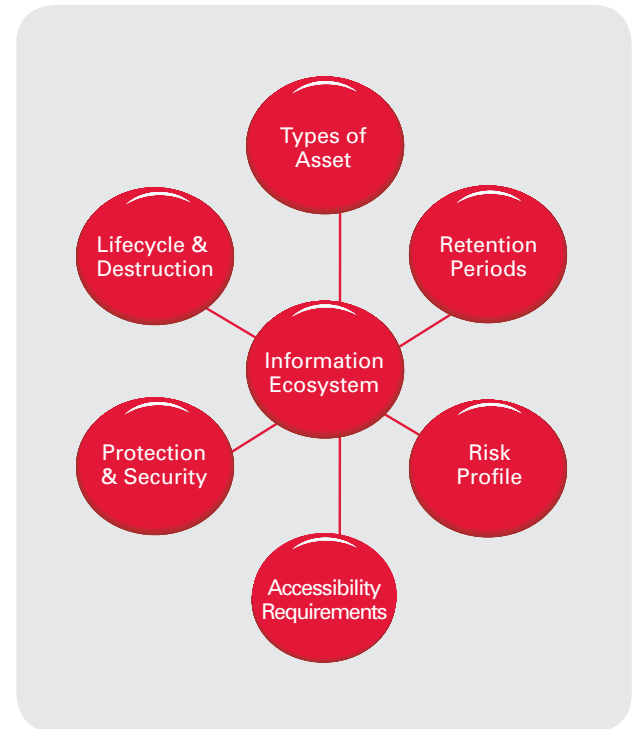 Types of
Asset
Lifecycle &
Destruction
Retention
Periods
Information
Ecosystem
Protection
& Security
Risk
Profile
Accessibility
Requirements